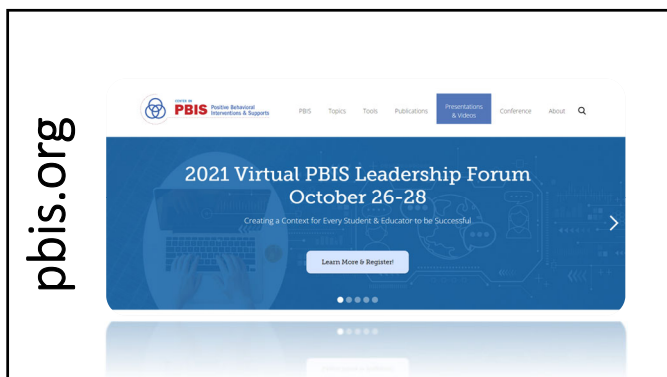 pbis.org
CENTER ON
PBIS Positive Behavioral
Interventions & Supports
PBIS Topics Tools Publications Presentations
& Videos Conference About
2021 Virtual PBIS Leadership Forum
October 26-28
Creating a Context for Every Student & Educator to be Successful
Learn More & Register!